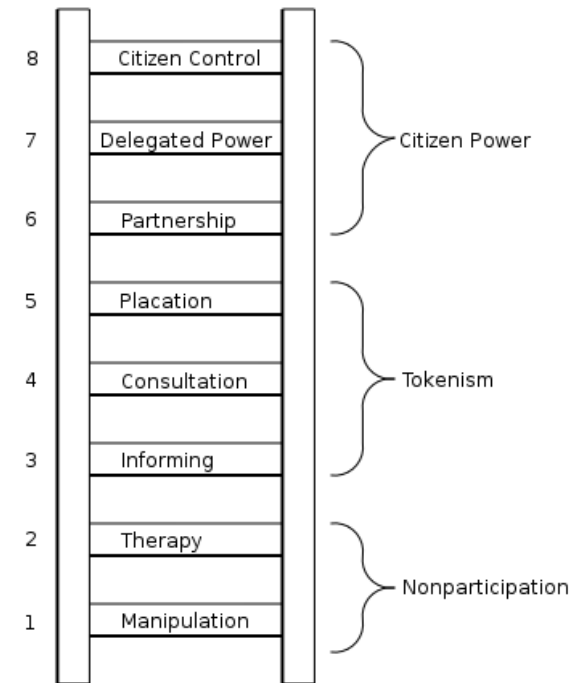 8 Citizen Control
7 Delegated Power
Citizen Power
6 Partnership
5 Placation
4 Consultation
Tokenism
3 Informing
2 Therapy
Nonparticipation
1 Manipulation